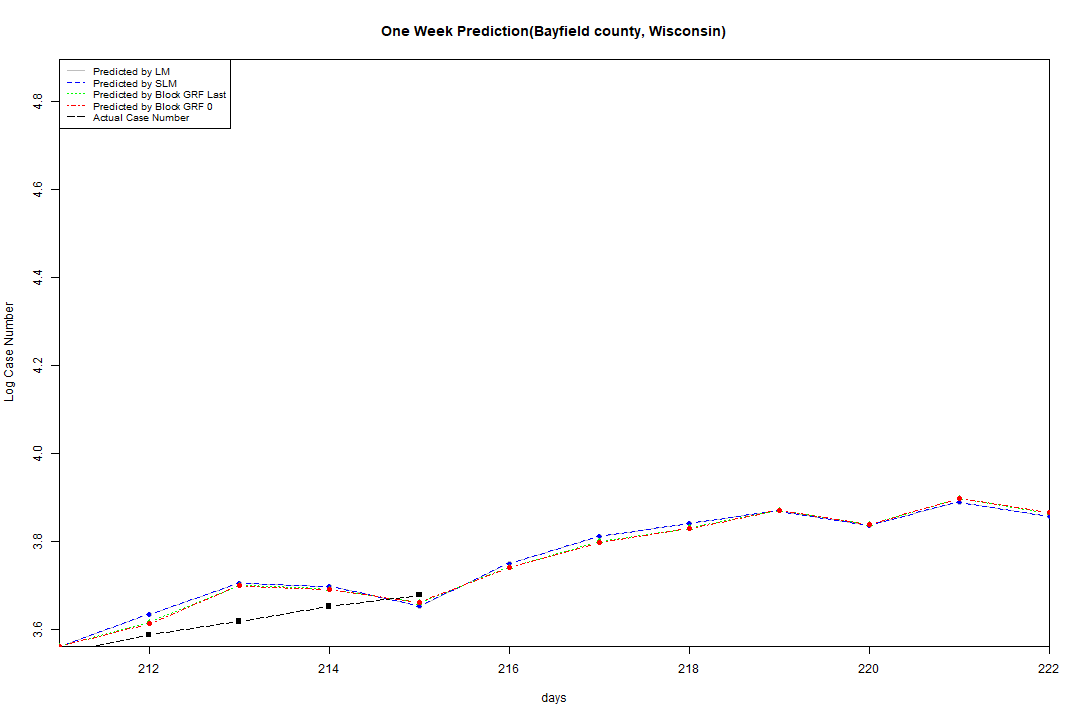 One Week Prediction(Bayfield county, Wisconsin)
Predicted by LM
Predicted by SLM
Predicted by Block GRF Last
Predicted by Block GRF 0
Actual Case Number
4.8
4.6
4.4
4.2
4.0
3.8
3.6
Log Case Number
212 214 216 218 220 222
days